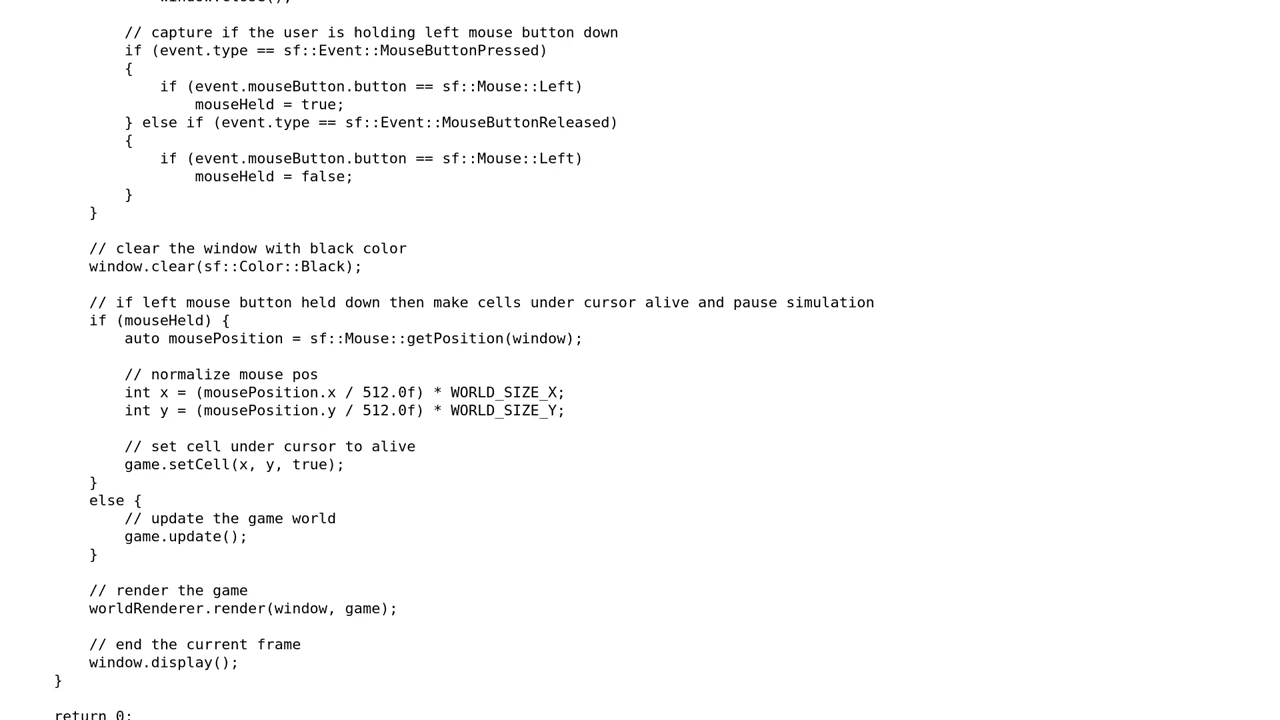 window.close();
// capture if the user is holding left mouse button down
if (event.type == sf::Event::MouseButtonPressed)
{
if (event.mouseButton.button == sf::Mouse::Left)
mouseHeld = true;
} else if (event.type == sf::Event::MouseButtonReleased)
{
if (event.mouseButton.button == sf::Mouse::Left)
mouseHeld = false;
}
}
// clear the window with black color
window.clear(sf::Color::Black);
// if left mouse button held down then make cells under cursor alive and pause simulation
if (mouseHeld) {
auto mousePosition = sf::Mouse::getPosition(window);
// normalize mouse pos
int x = (mousePosition.x / 512.0f) * WORLD_SIZE_X;
int y = (mousePosition.y / 512.0f) * WORLD_SIZE_Y;
// set cell under cursor to alive
game.setCell(x, y, true);
}
else {
// update the game world
game.update();
}
// render the game
worldRenderer.render(window, game);
// end the current frame
window.display();
}
return 0;